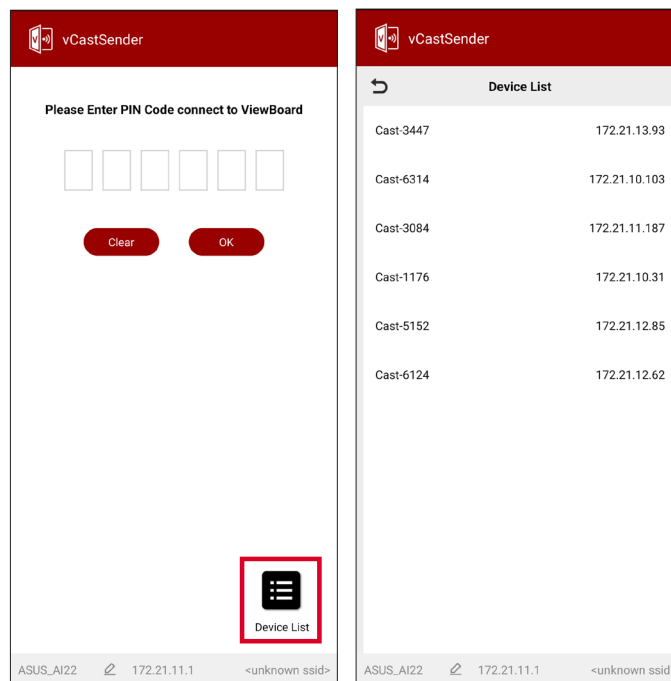 vCastSender
Please Enter PIN Code connect to ViewBoard
Clear
OK
Device List
ASUS_AI22 172.21.11.1 <unknown ssid>
vCastSender
Device List
Cast-3447 172.21.13.93
Cast-6314 172.21.10.103
Cast-3084 172.21.11.187
Cast-1176 172.21.10.31
Cast-5152 172.21.12.85
Cast-6124 172.21.12.62
ASUS_AI22 172.21.11.1 <unknown ssid